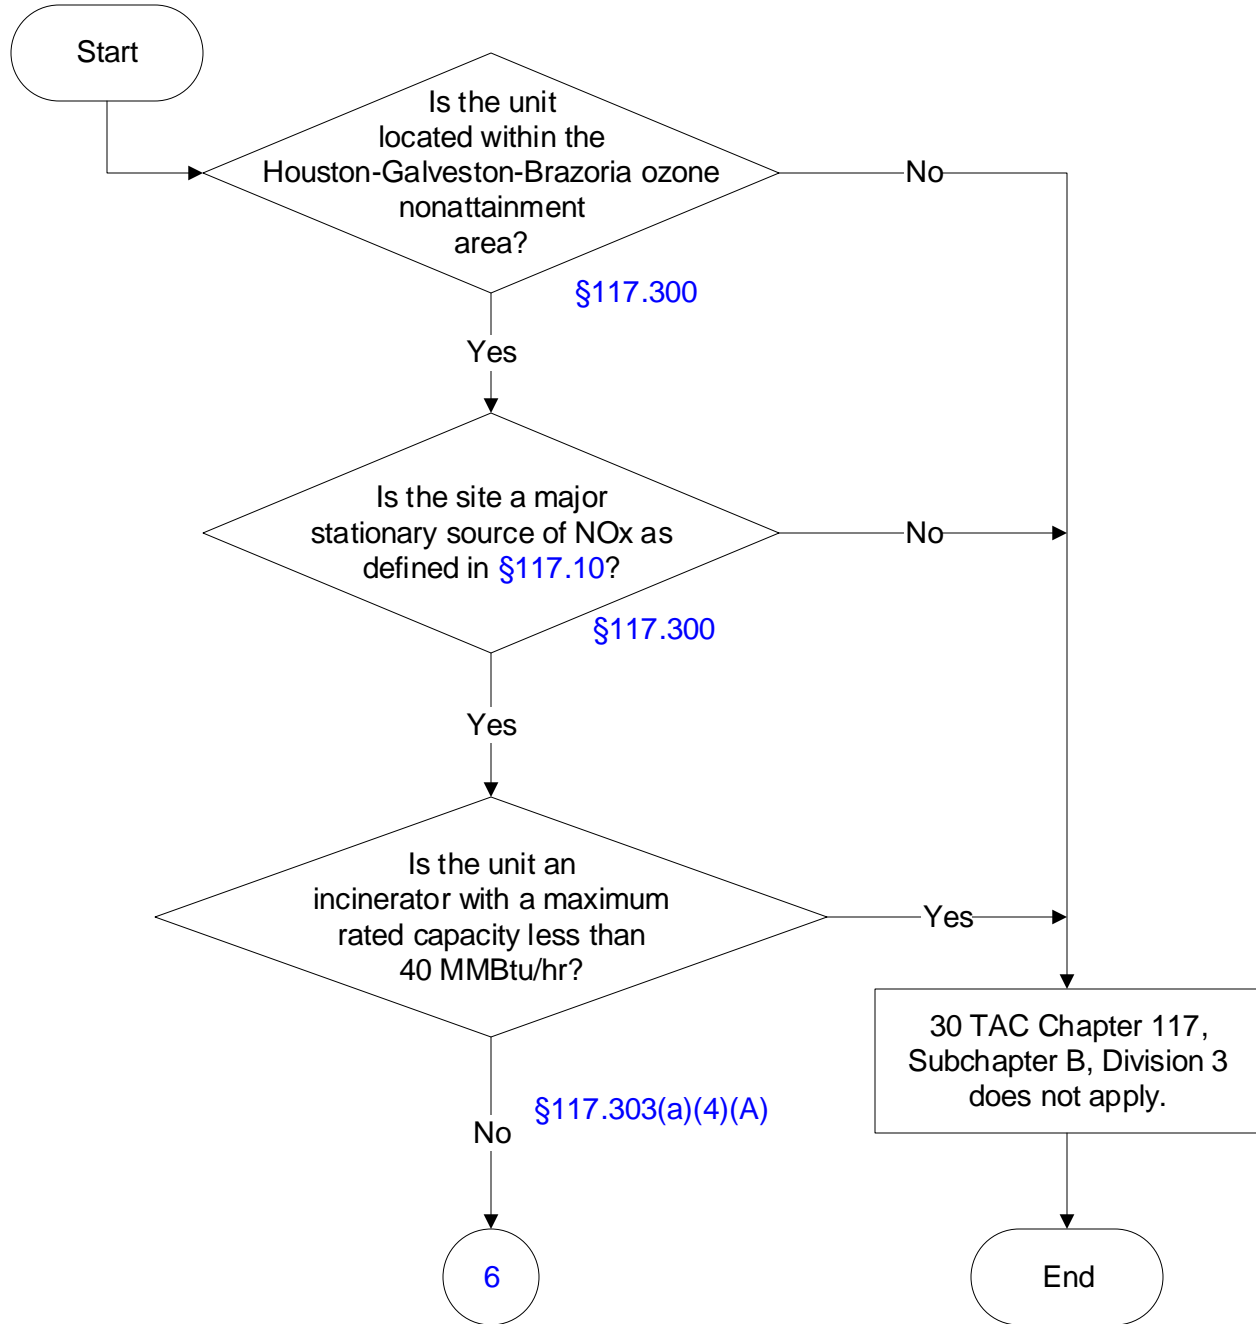 Start
Is the unit
located within the
Houston-Galveston-Brazoria ozone
nonattainment
area?
No
§117.300
Yes
Is the site a major
stationary source of NOx as
defined in §117.10?
No
§117.300
Yes
Is the unit an
incinerator with a maximum
rated capacity less than
40 MMBtu/hr?
Yes
30 TAC Chapter 117,
Subchapter B, Division 3
does not apply.
§117.303(a)(4)(A)
No
6
End